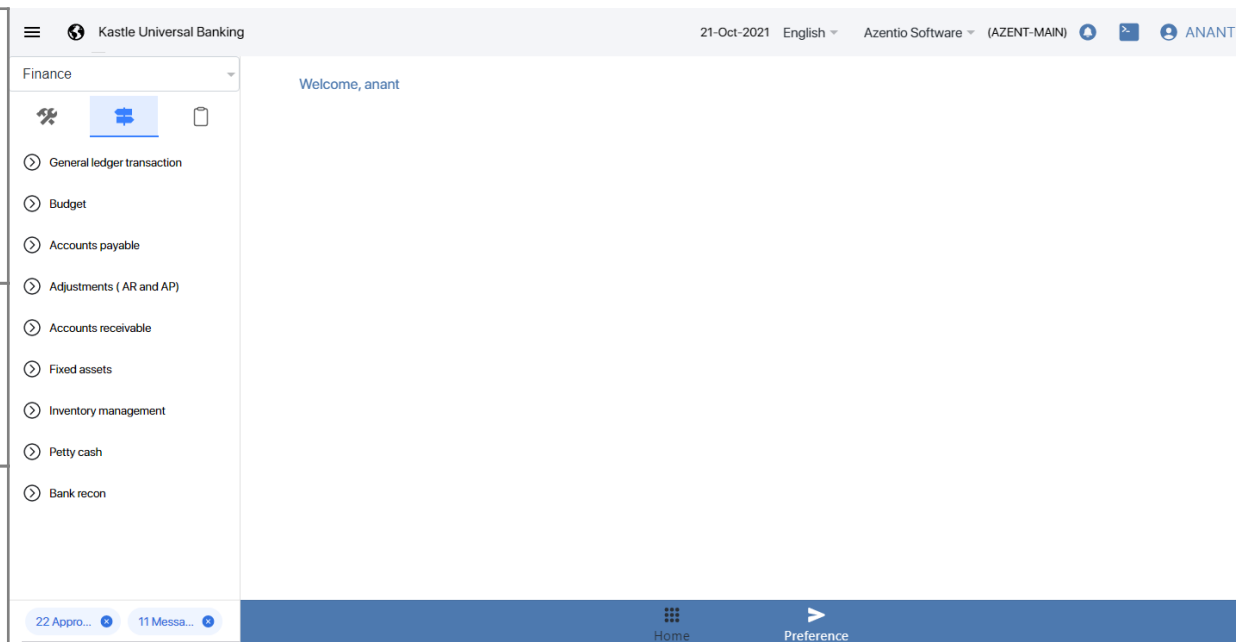 Kastle Universal Banking
21-Oct-2021 English Azentio Software (AZENT-MAIN) ANANT
Finance
Welcome, anant
General ledger transaction
Budget
Accounts payable
Adjustments ( AR and AP)
Accounts receivable
Fixed assets
Inventory management
Petty cash
Bank recon
22 Appro... 11 Messa...
Home Preference